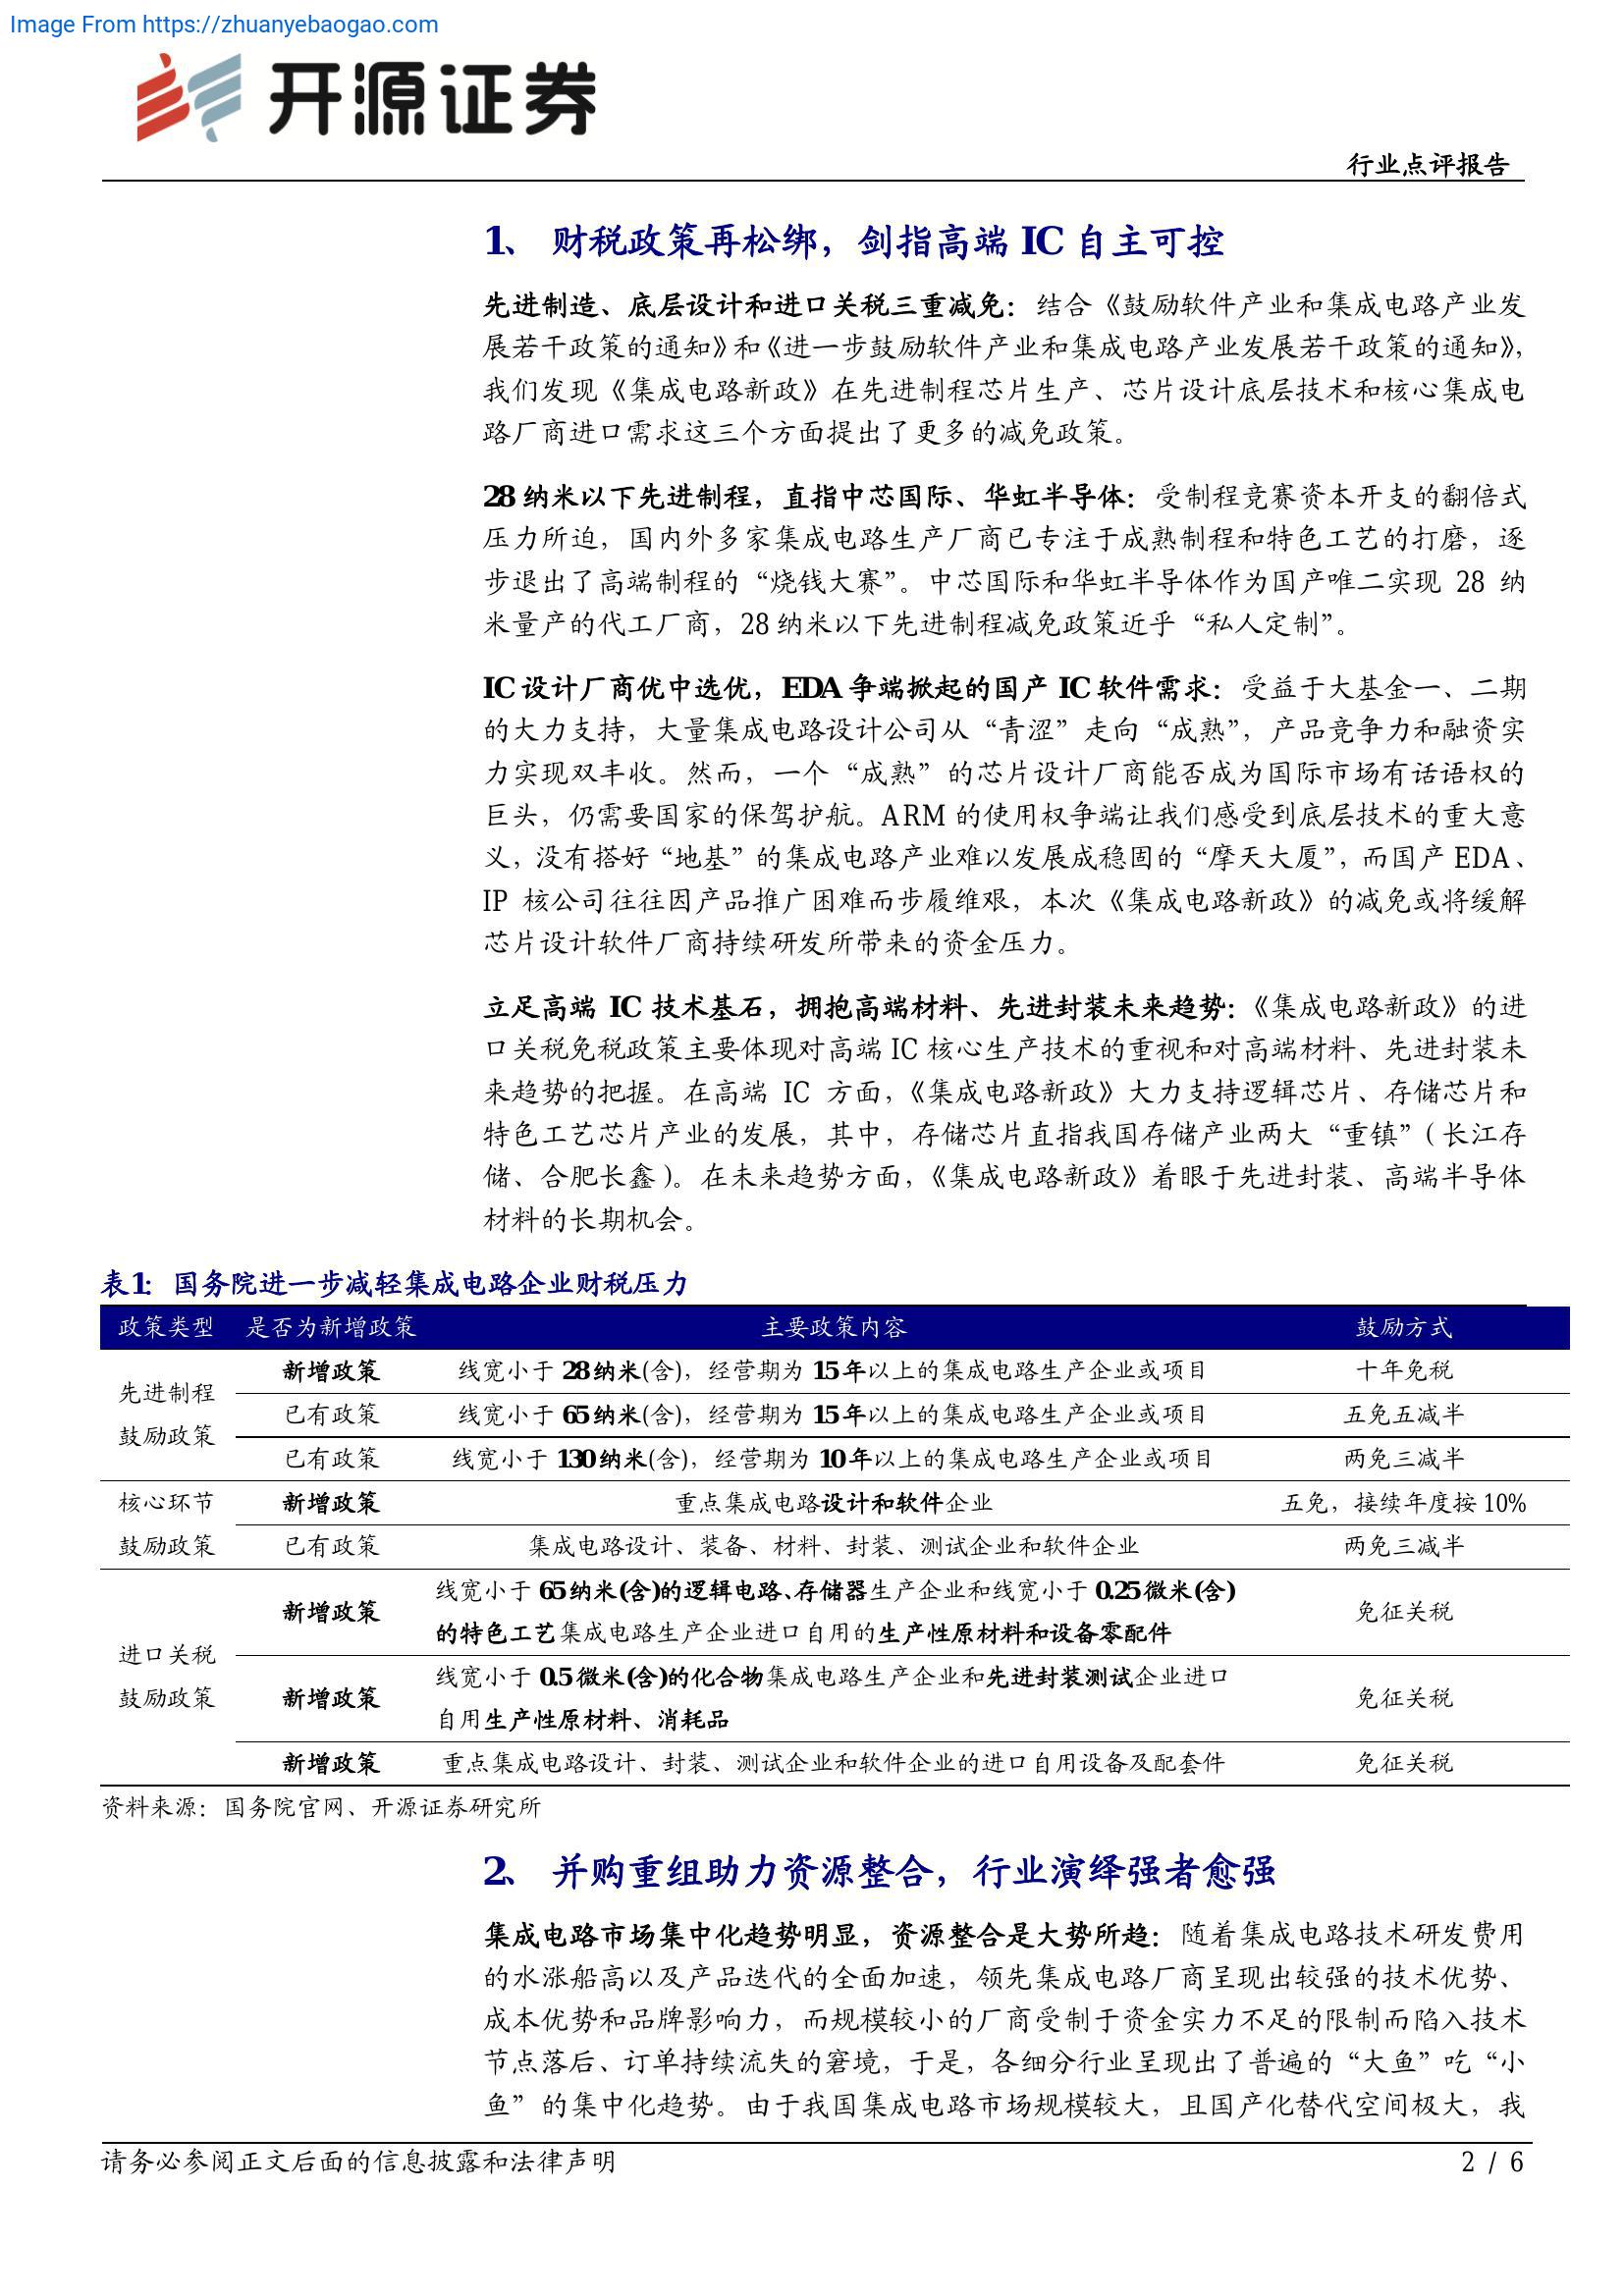 Image From https://zhuanyebaogao.com
开源证券
行业点评报告
1、 财税政策再松绑，剑指高端 IC 自主可控
先进制造、底层设计和进口关税三重减免：结合《鼓励软件产业和集成电路产业发
展若干政策的通知》和《进一步鼓励软件产业和集成电路产业发展若干政策的通知》，
我们发现《集成电路新政》在先进制程芯片生产、芯片设计底层技术和核心集成电
路厂商进口需求这三个方面提出了更多的减免政策。
28 纳米以下先进制程，直指中芯国际、华虹半导体：受制程竞赛资本开支的翻倍式
压力所迫，国内外多家集成电路生产厂商已专注于成熟制程和特色工艺的打磨，逐
步退出了高端制程的“烧钱大赛”。中芯国际和华虹半导体作为国产唯二实现 28 纳
米量产的代工厂商，28 纳米以下先进制程减免政策近乎“私人定制”。
IC 设计厂商优中选优，EDA 争端掀起的国产 IC 软件需求：受益于大基金一、二期
的大力支持，大量集成电路设计公司从“青涩”走向“成熟”，产品竞争力和融资实
力实现双丰收。然而，一个“成熟”的芯片设计厂商能否成为国际市场有话语权的
巨头，仍需要国家的保驾护航。ARM 的使用权争端让我们感受到底层技术的重大意
义，没有搭好“地基”的集成电路产业难以发展成稳固的“摩天大厦”，而国产 EDA、
IP 核公司往往因产品推广困难而步履维艰，本次《集成电路新政》的减免或将缓解
芯片设计软件厂商持续研发所带来的资金压力。
立足高端 IC 技术基石，拥抱高端材料、先进封装未来趋势：《集成电路新政》的进
口关税免税政策主要体现对高端 IC 核心生产技术的重视和对高端材料、先进封装未
来趋势的把握。在高端 IC 方面，《集成电路新政》大力支持逻辑芯片、存储芯片和
特色工艺芯片产业的发展，其中，存储芯片直指我国存储产业两大“重镇”（长江存
储、合肥长鑫）。在未来趋势方面，《集成电路新政》着眼于先进封装、高端半导体
材料的长期机会。
表1：国务院进一步减轻集成电路企业财税压力
政策类型 是否为新增政策 主要政策内容 鼓励方式
先进制程
鼓励政策
新增政策 线宽小于 28 纳米(含)，经营期为 15 年以上的集成电路生产企业或项目 十年免税
已有政策 线宽小于 65 纳米(含)，经营期为 15 年以上的集成电路生产企业或项目 五免五减半
已有政策 线宽小于 130 纳米(含)，经营期为 10 年以上的集成电路生产企业或项目 两免三减半
核心环节
鼓励政策
新增政策 重点集成电路设计和软件企业 五免，接续年度按 10%
已有政策 集成电路设计、装备、材料、封装、测试企业和软件企业 两免三减半
进口关税
鼓励政策
新增政策 线宽小于 65 纳米(含)的逻辑电路、存储器生产企业和线宽小于 0.25 微米(含)
的特色工艺集成电路生产企业进口自用的生产性原材料和设备零配件 免征关税
新增政策 线宽小于 0.5 微米(含)的化合物集成电路生产企业和先进封装测试企业进口
自用生产性原材料、消耗品 免征关税
新增政策 重点集成电路设计、封装、测试企业和软件企业的进口自用设备及配套件 免征关税
资料来源：国务院官网、开源证券研究所
2、 并购重组助力资源整合，行业演绎强者愈强
集成电路市场集中化趋势明显，资源整合是大势所趋：随着集成电路技术研发费用
的水涨船高以及产品迭代的全面加速，领先集成电路厂商呈现出较强的技术优势、
成本优势和品牌影响力，而规模较小的厂商受制于资金实力不足的限制而陷入技术
节点落后、订单持续流失的窘境，于是，各细分行业呈现出了普遍的“大鱼”吃“小
鱼”的集中化趋势。由于我国集成电路市场规模较大，且国产化替代空间极大，我
请务必参阅正文后面的信息披露和法律声明
2 / 6